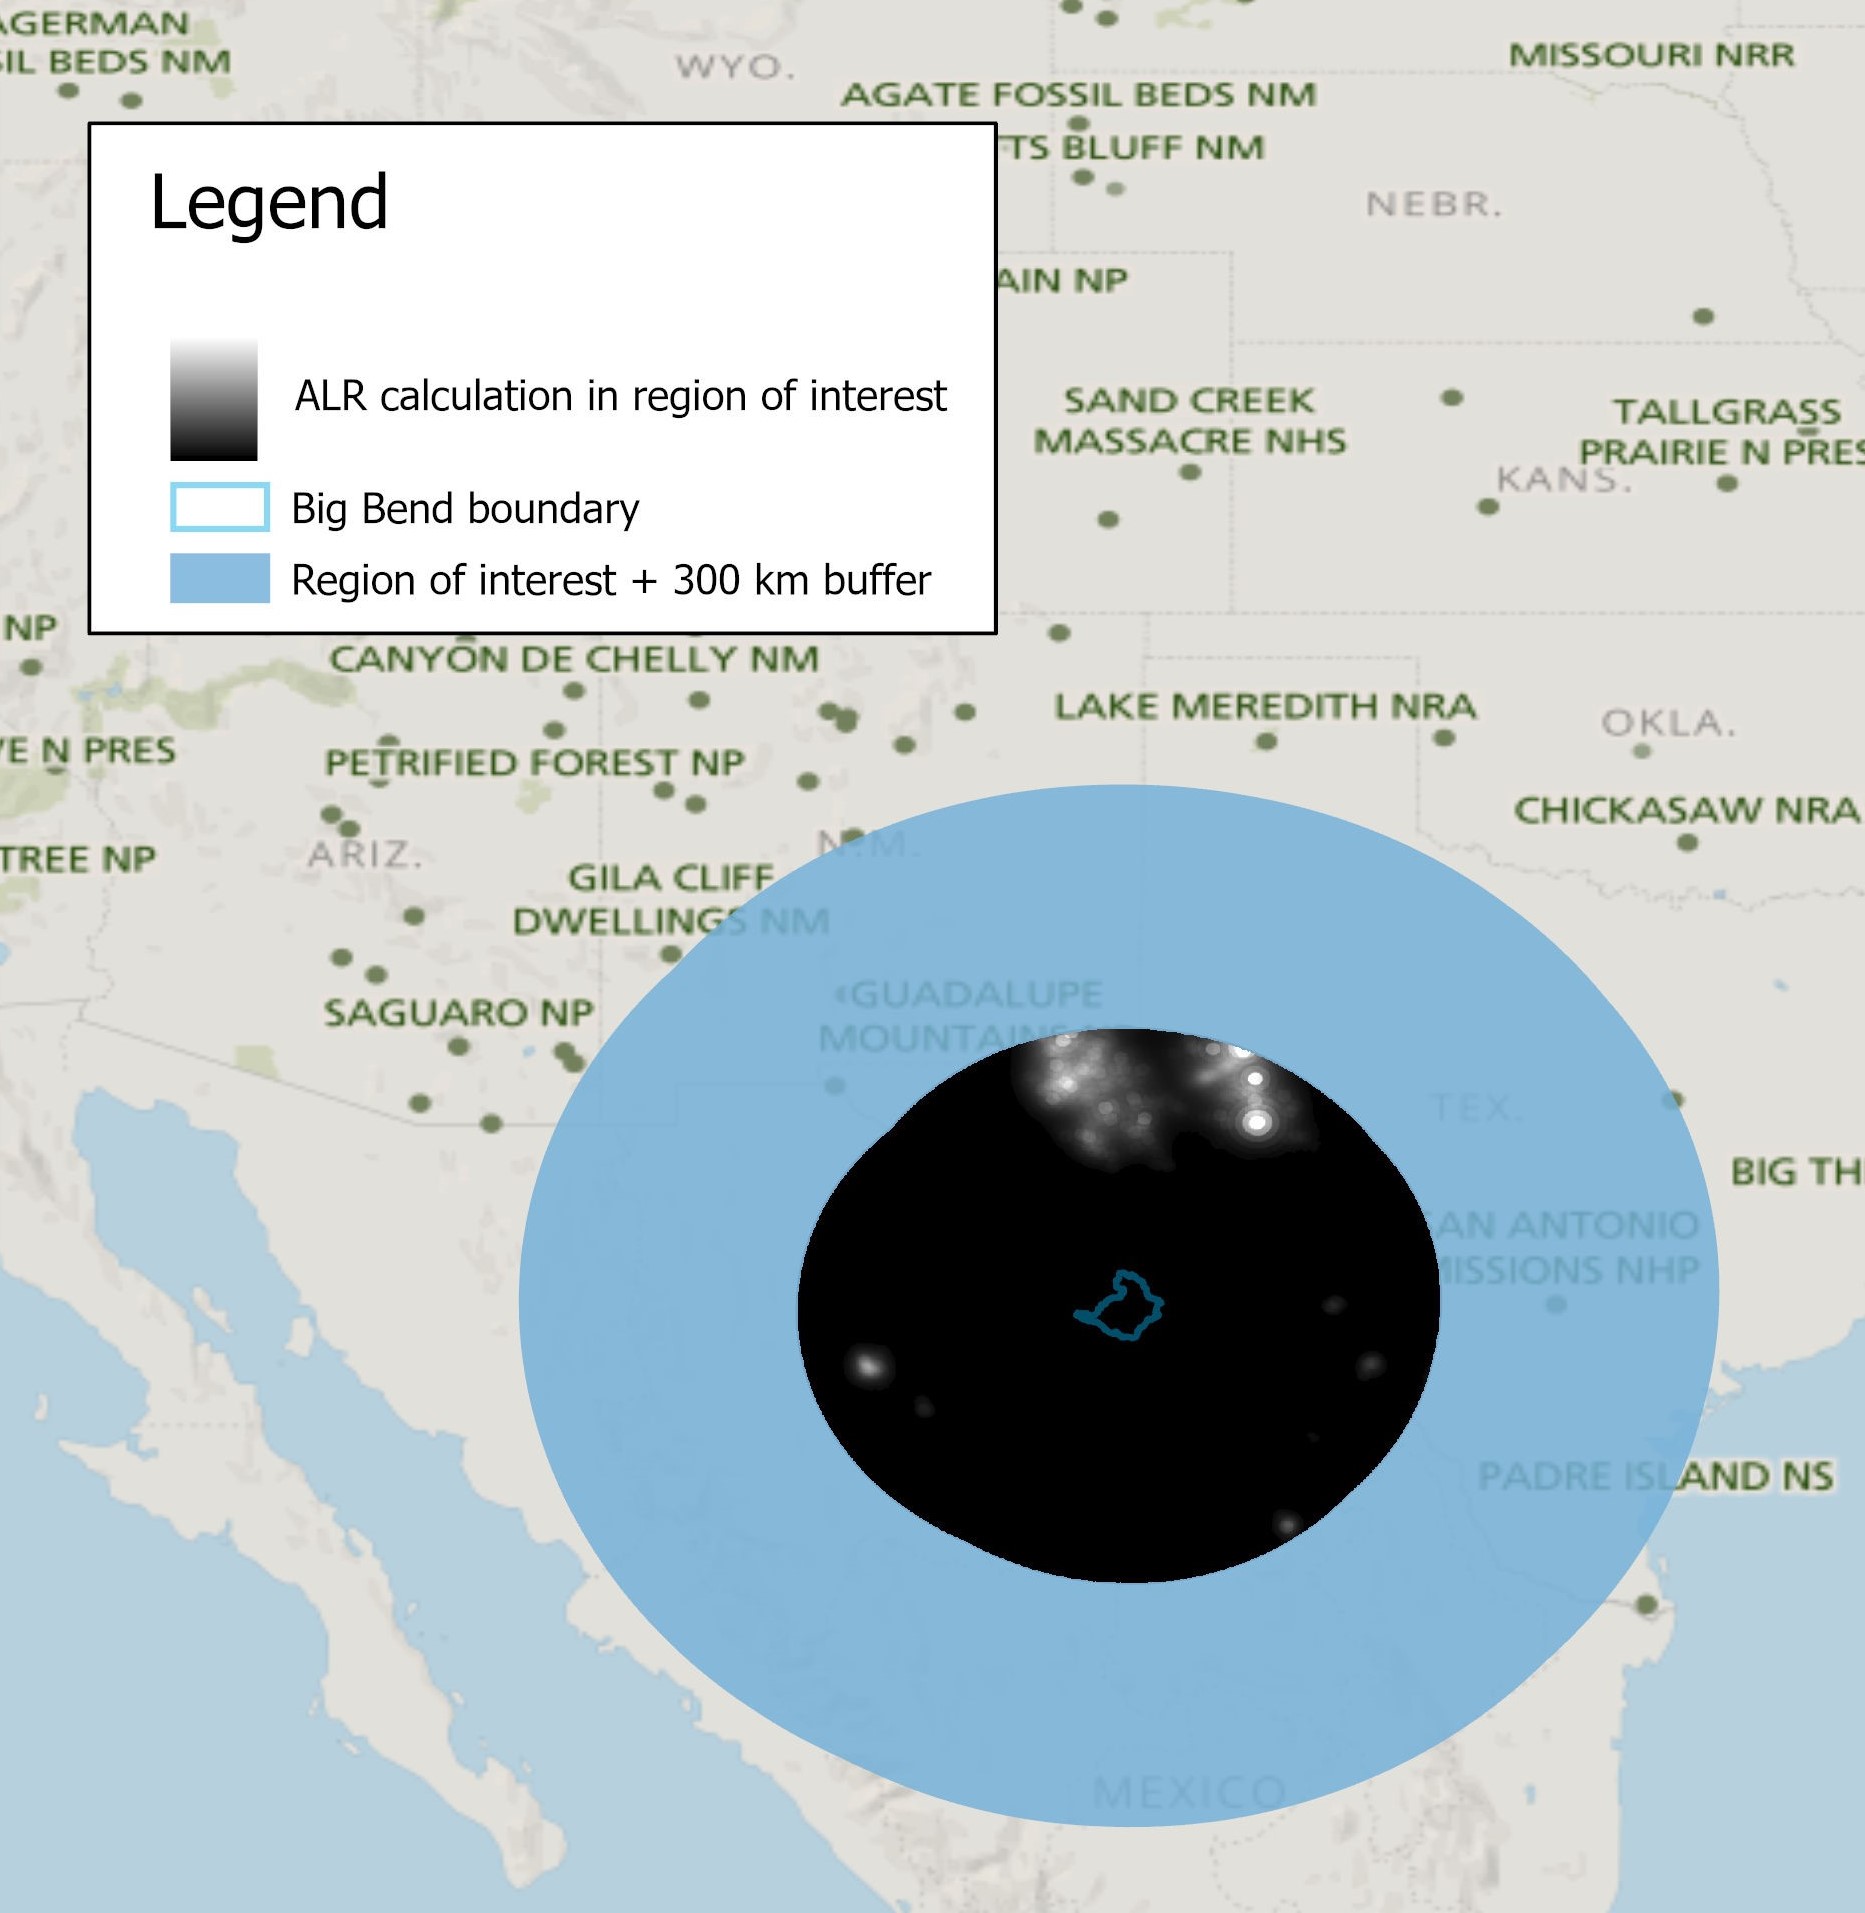 AGERMAN
SIL BEDS NM
WYO.
MISSOURI NRR
AGATE FOSSIL BEDS NM
TS BLUFF NM
NEBR.
Legend
AIN NP
ALR calculation in region of interest
SAND CREEK
MASSACRE NHS
TALLGRASS
PRAIRIE N PRES
KANS.
Big Bend boundary
Region of interest + 300 km buffer
NP
CANYON DE CHELLY NM
LAKE MEREDITH NRA
OKLA.
VE N PRES
PETRIFIED FOREST NP
CHICKASAW NRA
N.M.
ARIZ.
TREE NP
GILA CLIFF
DWELLINGS NM
GUADALUPE
MOUNTAINS
SAGUARO NP
TEX.
BIG TH
SAN ANTONIO
MISSIONS NHP
PADRE ISLAND NS
MEXICO